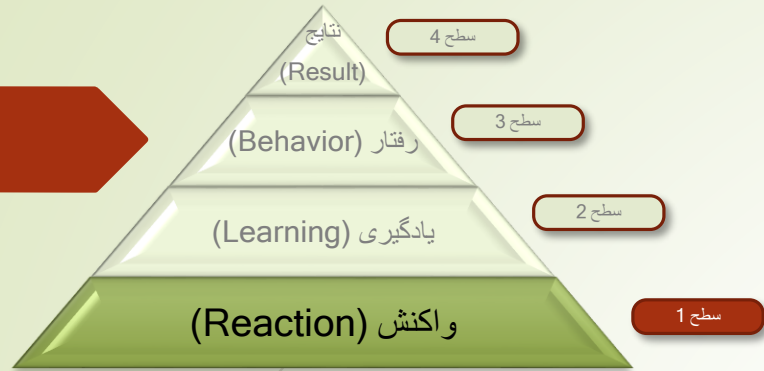 نتایج
(Result)
سطح 4
رفتار (Behavior)
سطح 3
یادگیری (Learning)
سطح 2
واکنش (Reaction)
سطح 1